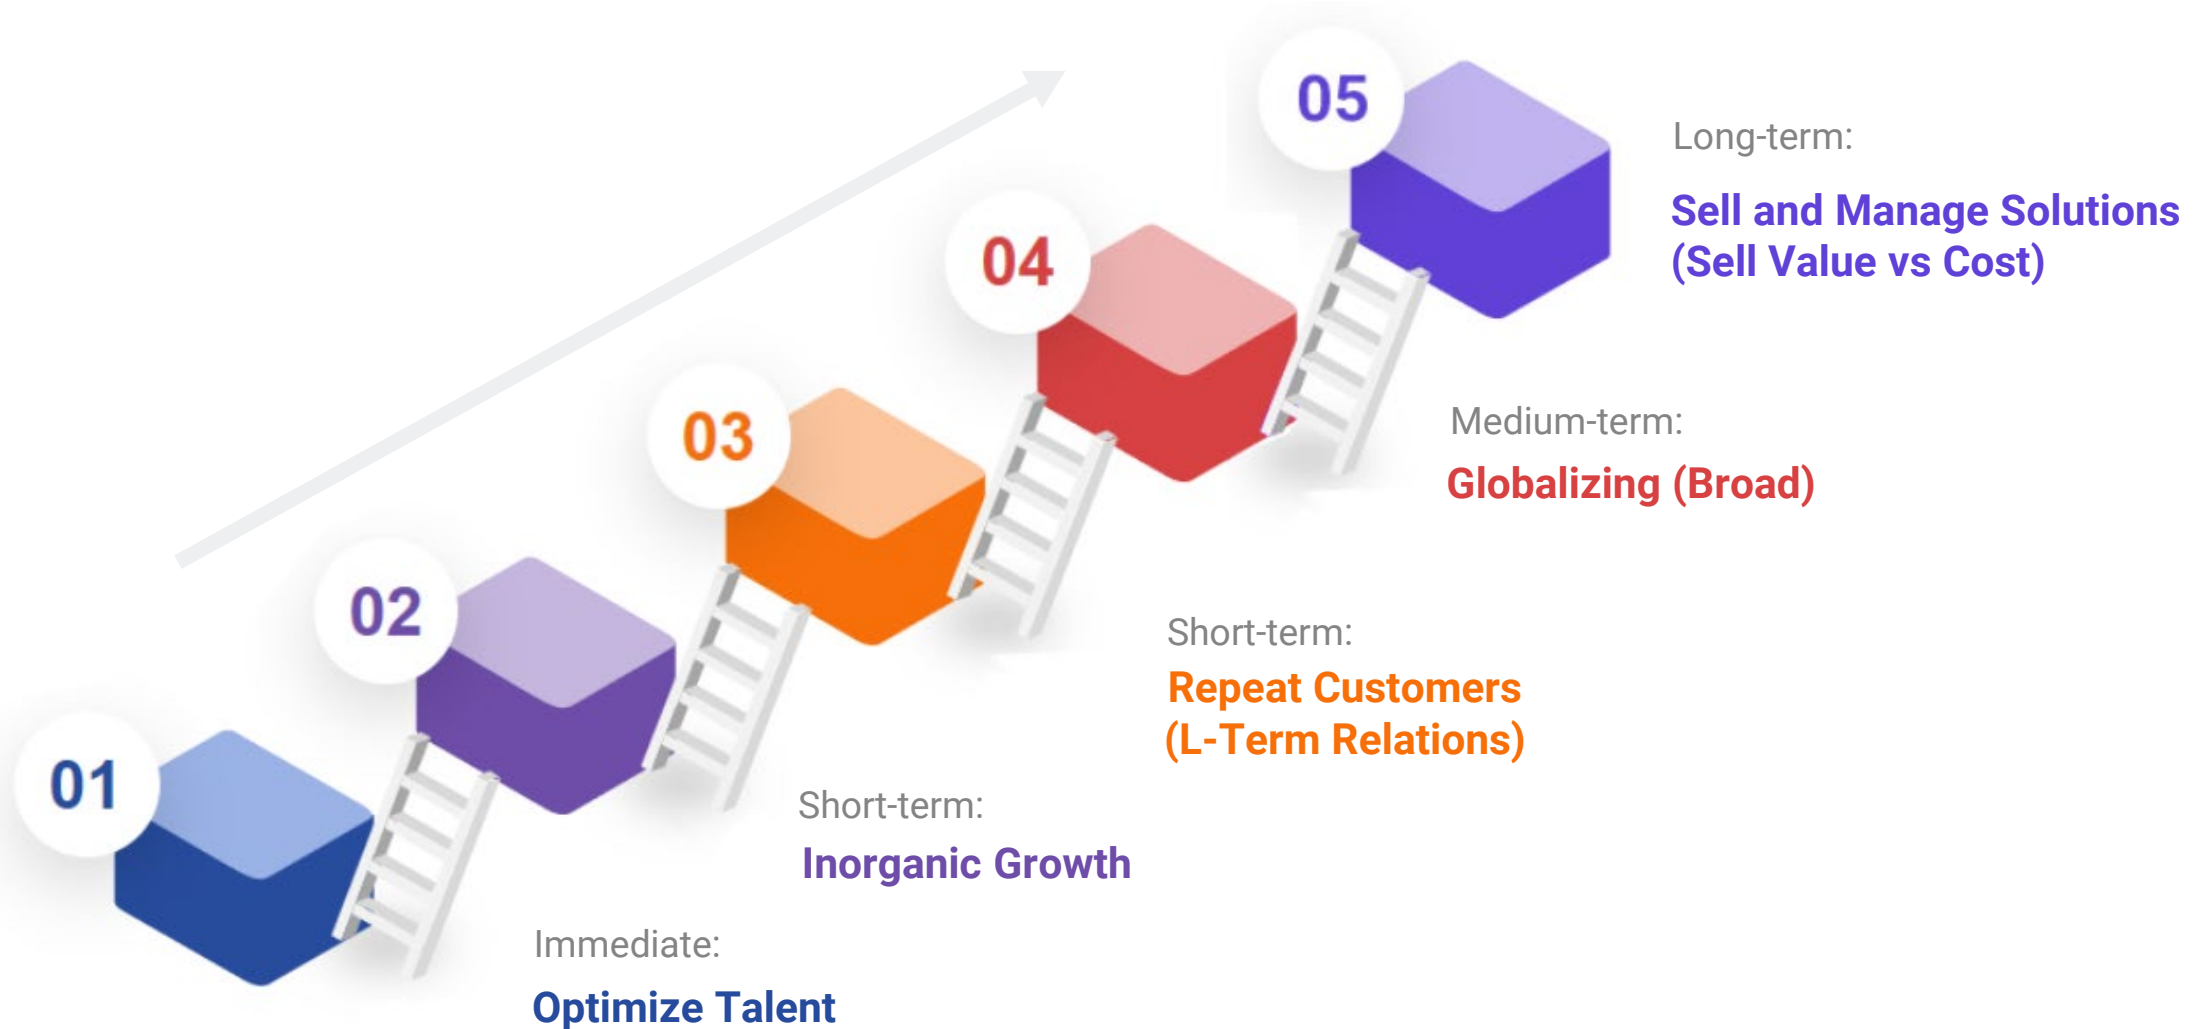 05
Long-term:
Sell and Manage Solutions
(Sell Value vs Cost)
04
Medium-term:
Globalizing (Broad)
03
Short-term:
Repeat Customers
(L-Term Relations)
02
Short-term:
Inorganic Growth
01
Immediate:
Optimize Talent